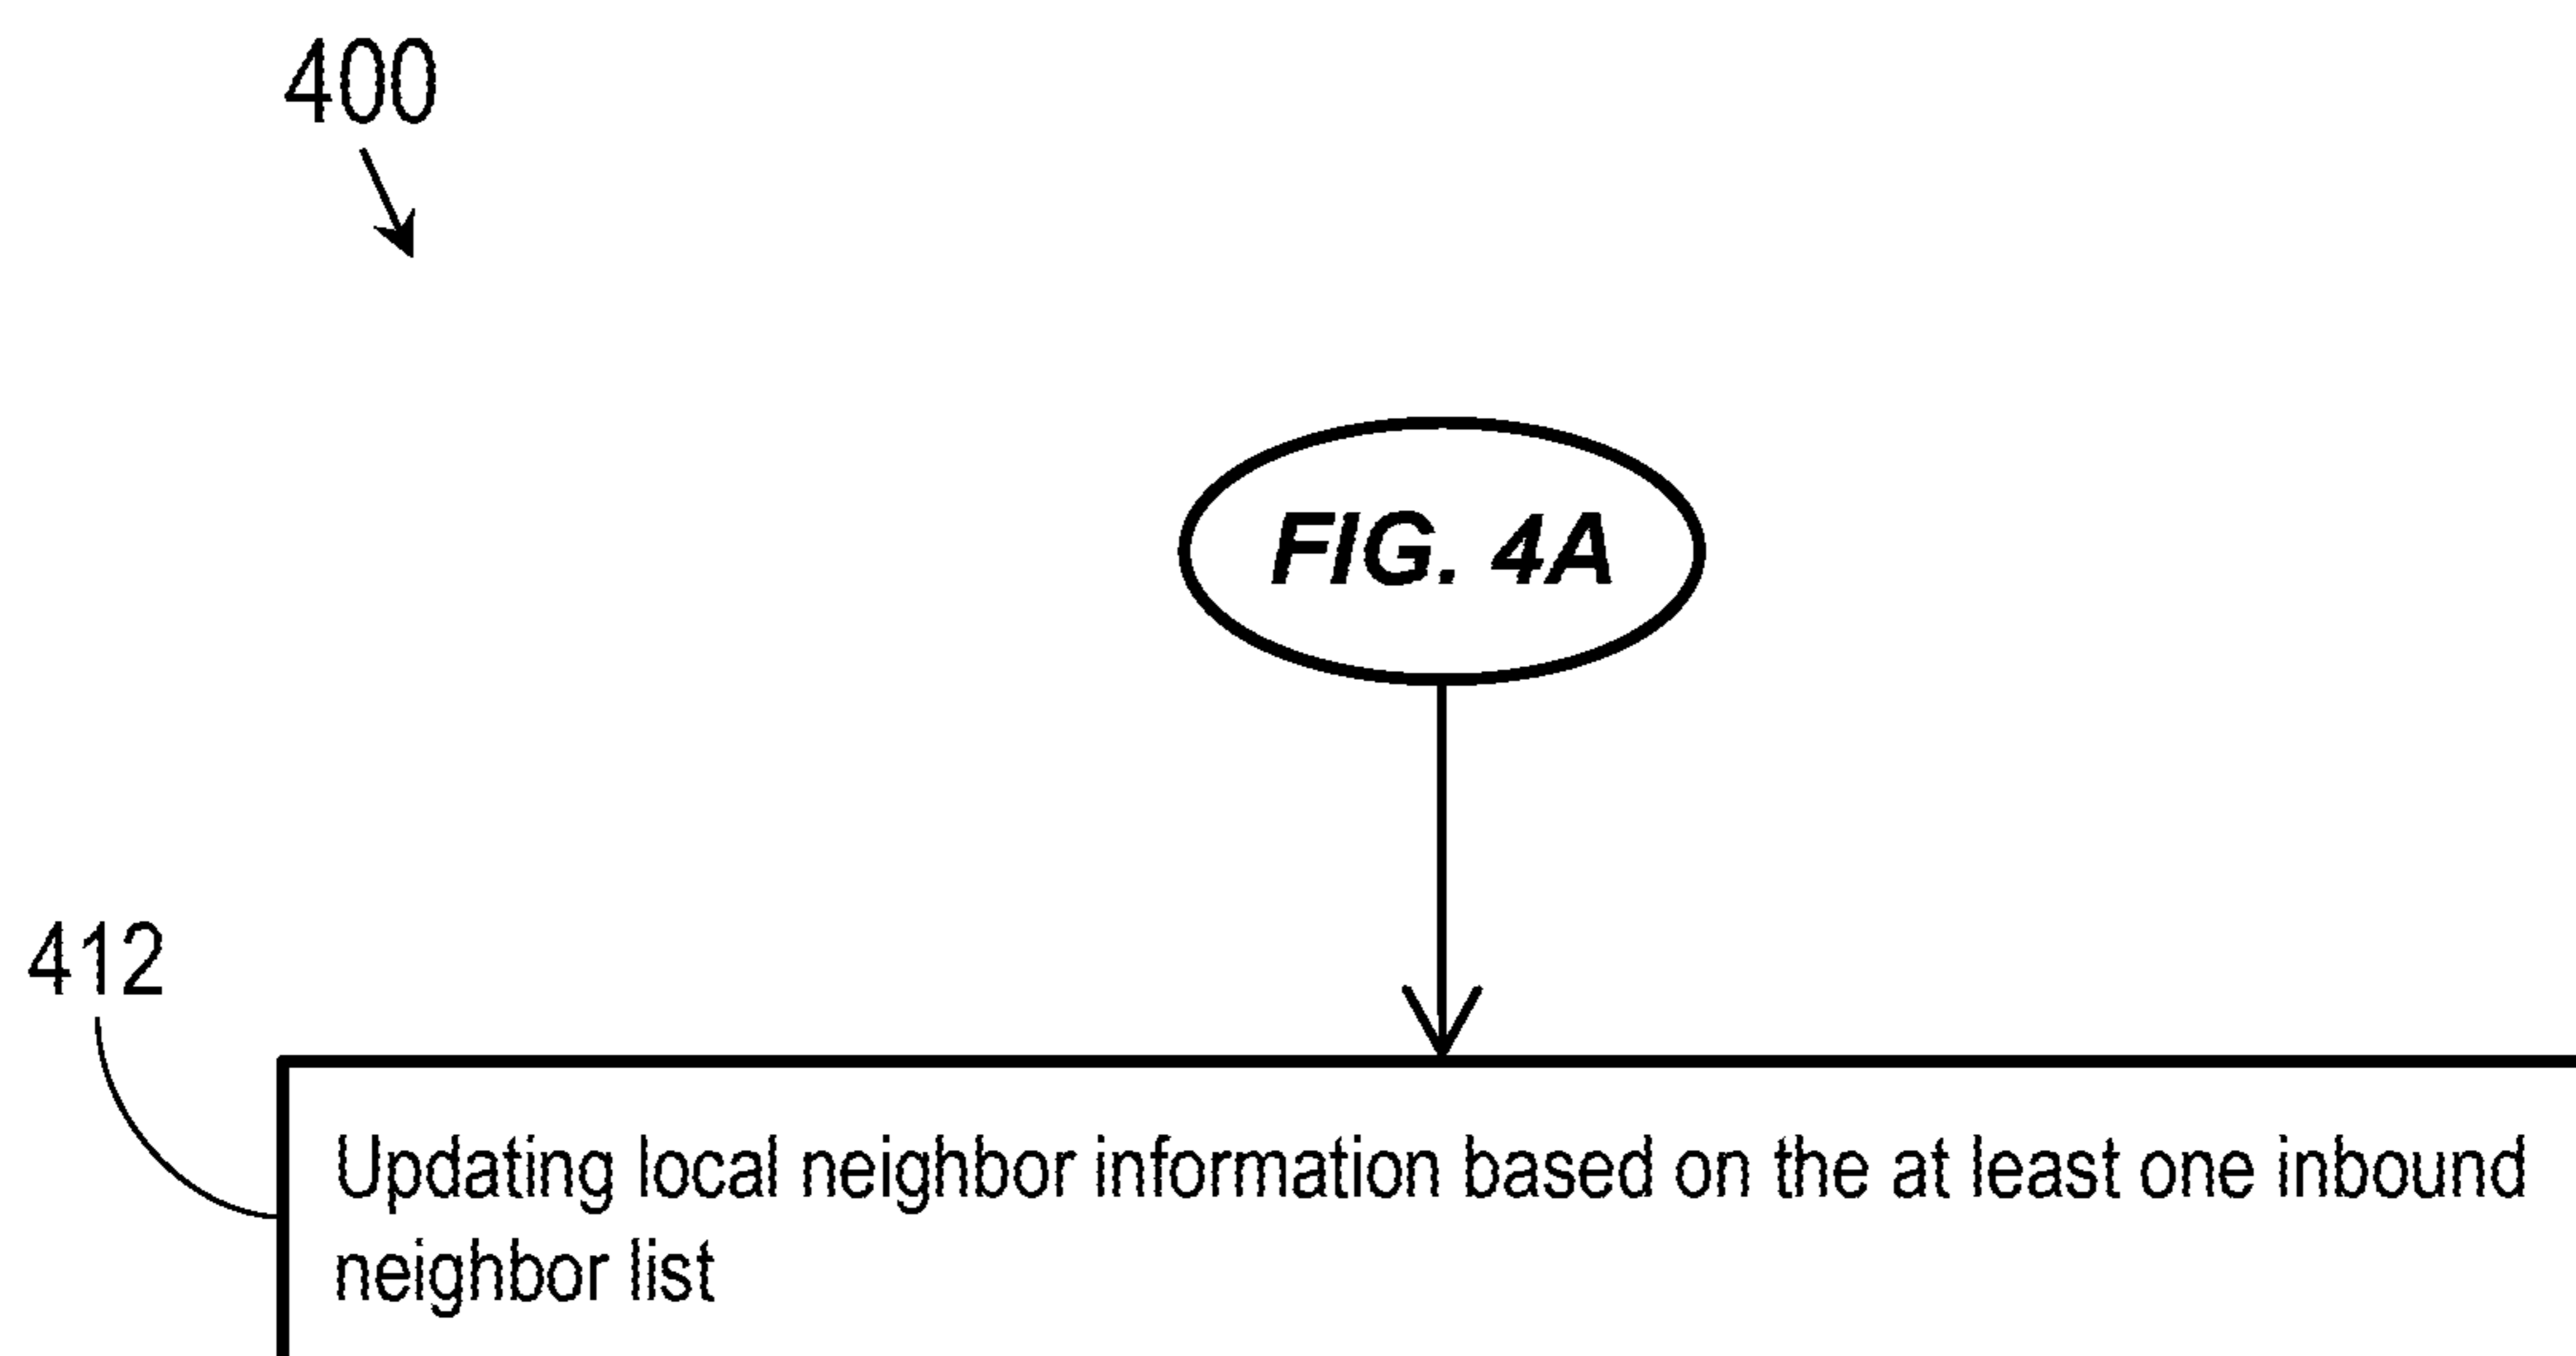 400
FIG. 4A
412
Updating local neighbor information based on the at least one inbound
neighbor list